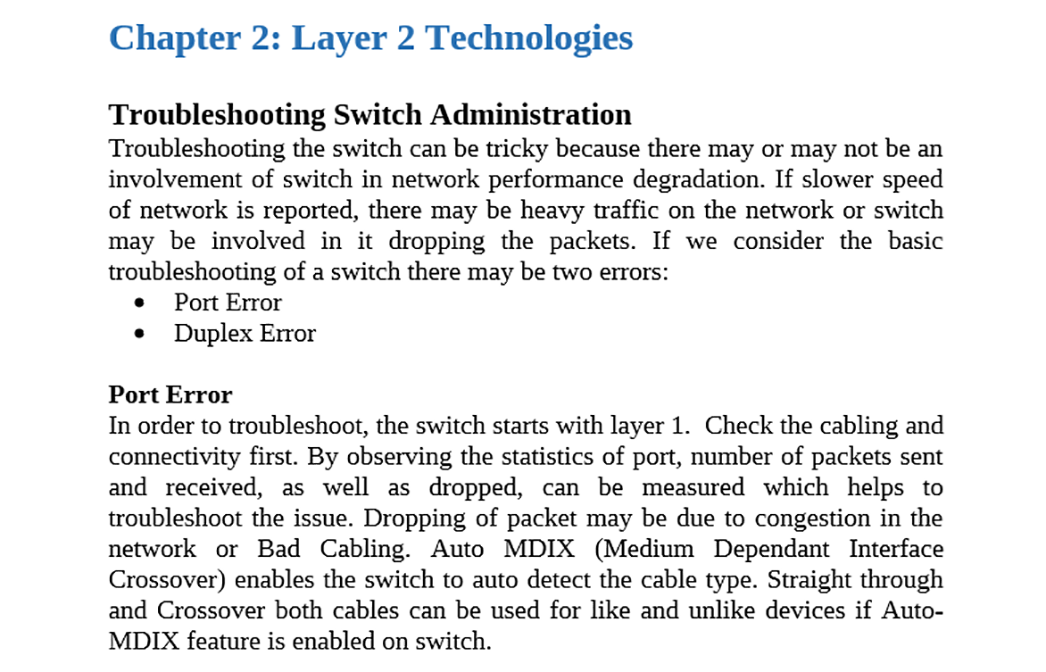 Chapter 2: Layer 2 Technologies
Troubleshooting Switch Administration
Troubleshooting the switch can be tricky because there may or may not be an
involvement of switch in network performance degradation. If slower speed
of network is reported, there may be heavy traffic on the network or switch
may be involved in it dropping the packets. If we consider the basic
troubleshooting of a switch there may be two errors:
• Port Error
• Duplex Error
Port Error
In order to troubleshoot, the switch starts with layer 1. Check the cabling and
connectivity first. By observing the statistics of port, number of packets sent
and received, as well as dropped, can be measured which helps to
troubleshoot the issue. Dropping of packet may be due to congestion in the
network or Bad Cabling. Auto MDIX (Medium Dependant Interface
Crossover) enables the switch to auto detect the cable type. Straight through
and Crossover both cables can be used for like and unlike devices if Auto-
MDIX feature is enabled on switch.